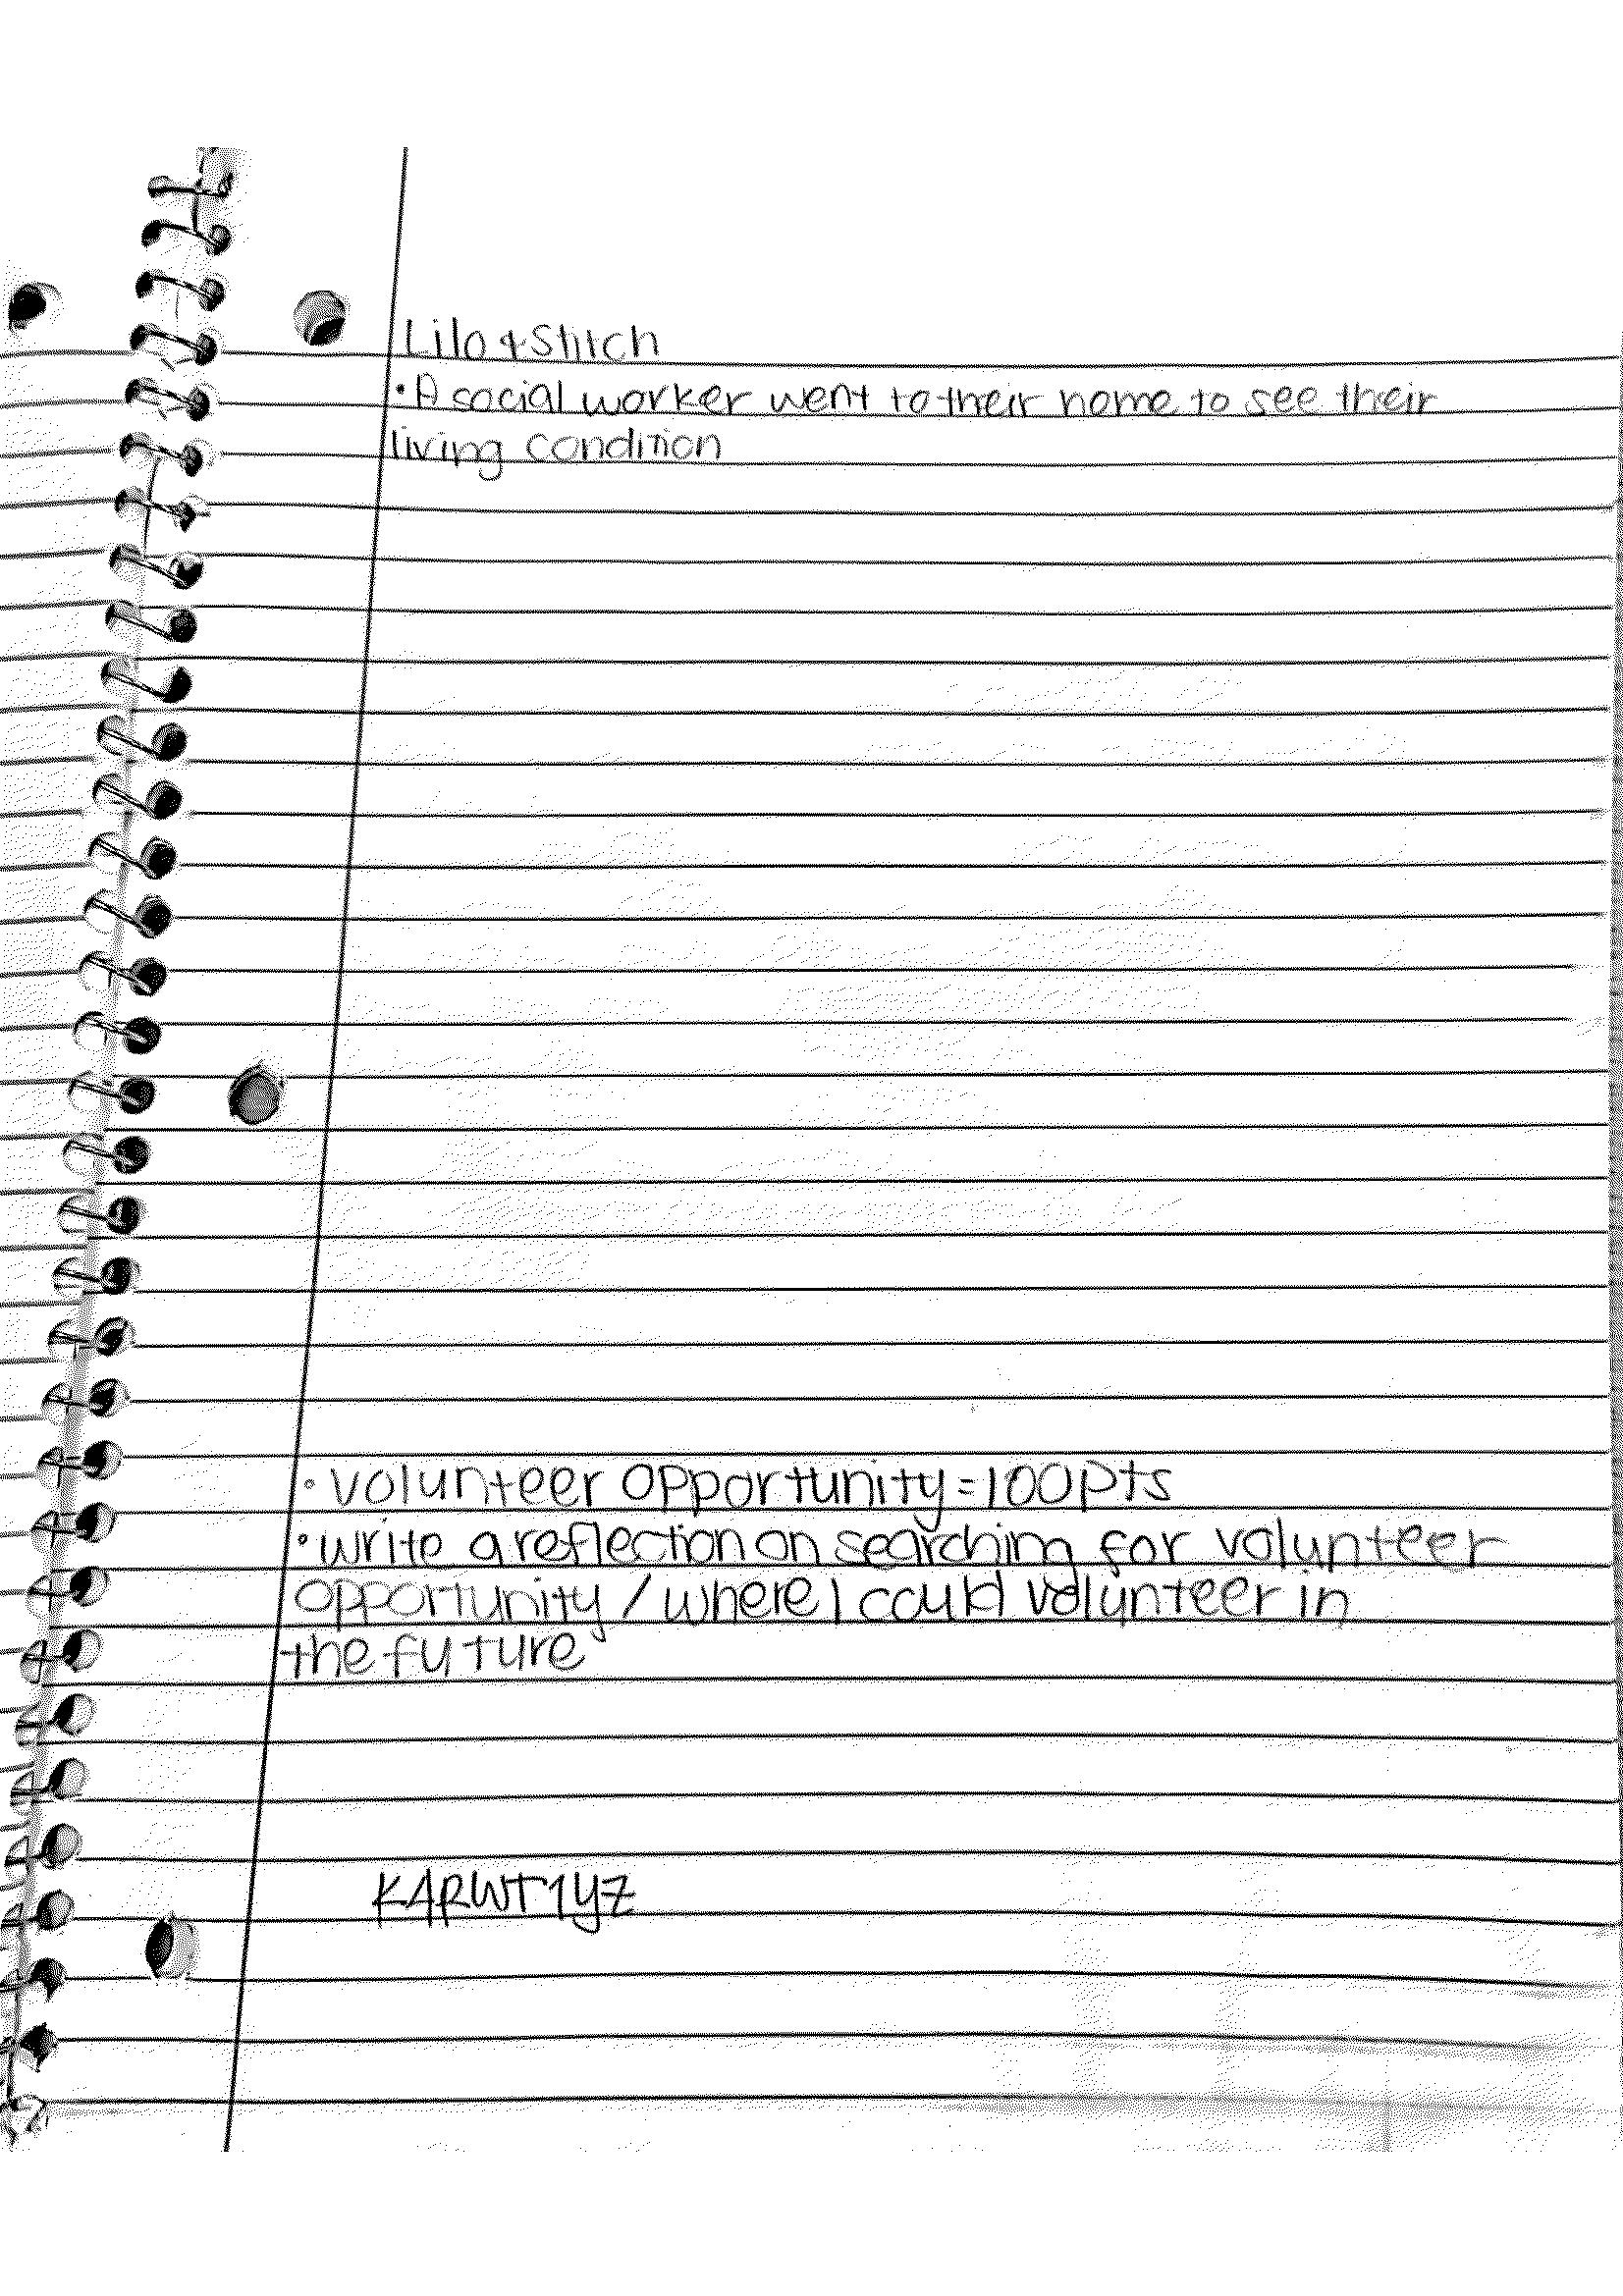 Lilo & Stitch
• A social worker went to their home to see their
living condition
• volunteer opportunity = 100pts
• write a reflection on searching for volunteer
opportunity / where I could volunteer in
the future
K4RWT1YZ